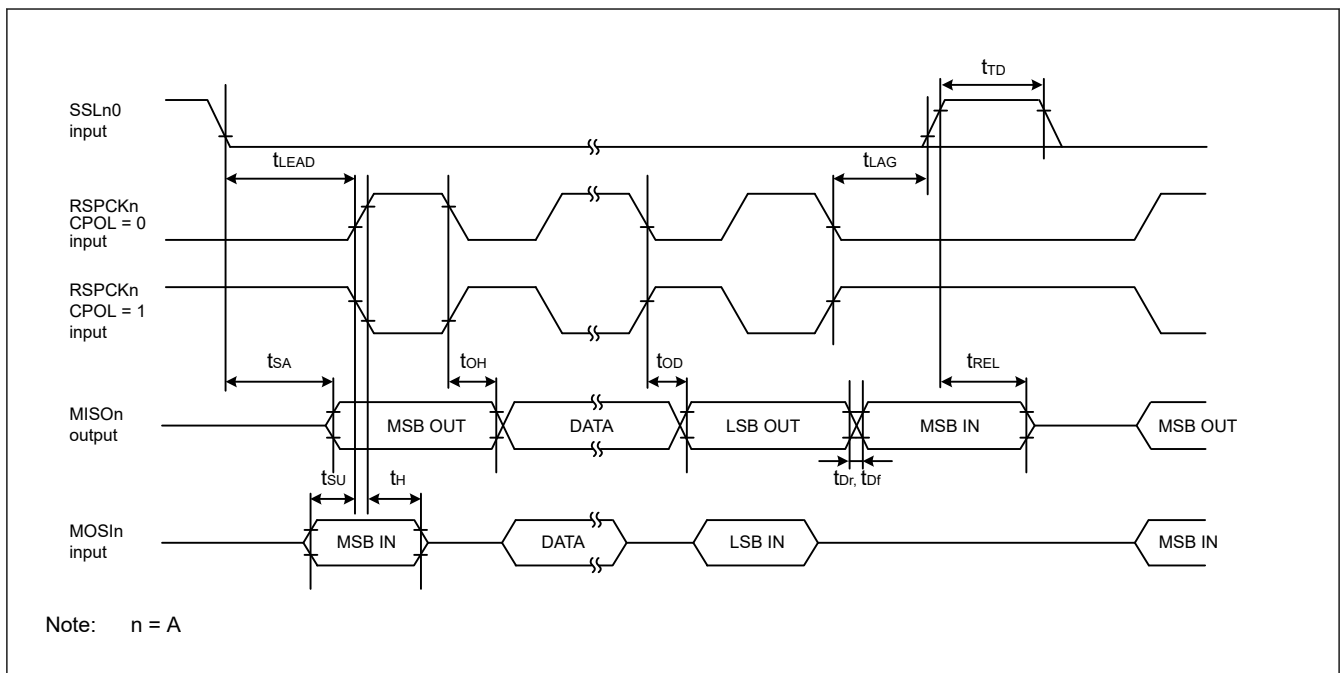 tTD
SSLn0
input
tLEAD
tLAG
RSPCKn
CPOL = 0
input
RSPCKn
CPOL = 1
input
tSA
tOH
tOD
tREL
MISOn
output
MSB OUT
DATA
LSB OUT
MSB IN
MSB OUT
tSU
tH
tDr, tDf
MOSIn
input
MSB IN
DATA
LSB IN
MSB IN
Note: n = A